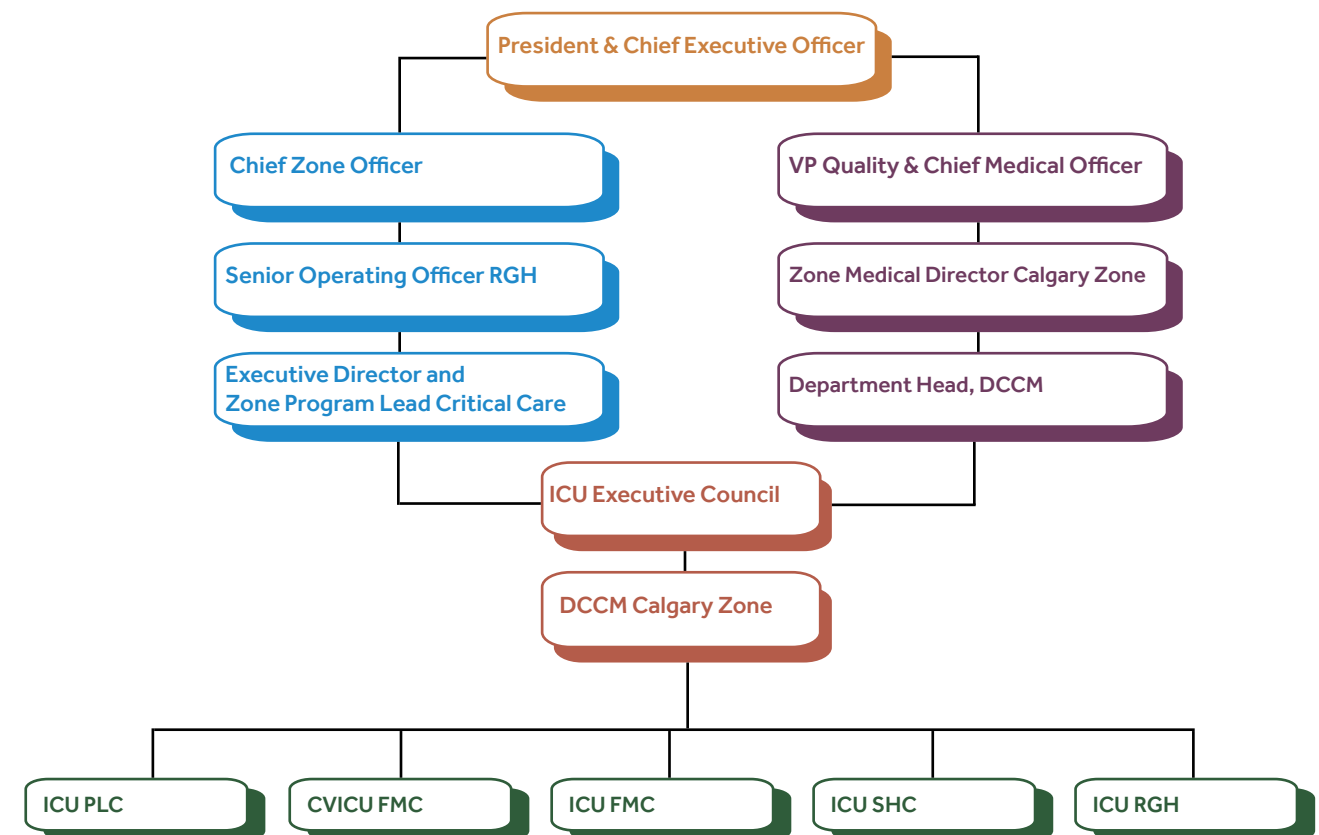 President & Chief Executive Officer
Chief Zone Officer
VP Quality & Chief Medical Officer
Senior Operating Officer RGH
Zone Medical Director Calgary Zone
Executive Director and
Zone Program Lead Critical Care
Department Head, DCCM
ICU Executive Council
DCCM Calgary Zone
ICU PLC
CVICU FMC
ICU FMC
ICU SHC
ICU RGH